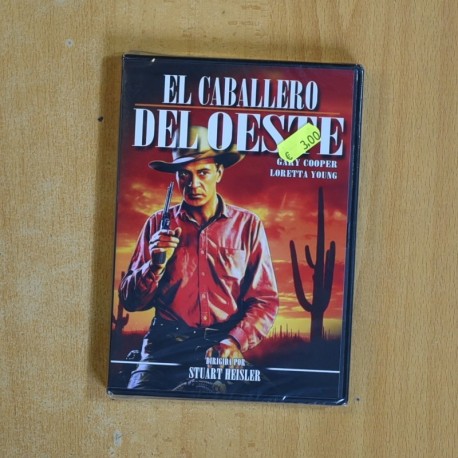 EL CABALLERO
DEL OESTE
€ 3,00
GARY COOPER
LORETTA YOUNG
DIRIGIDA POR
STUART HEISLER